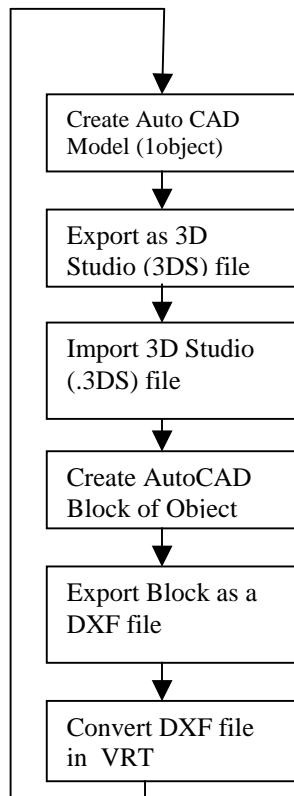 Create Auto CAD
Model (1object)
Export as 3D
Studio (3DS) file
Import 3D Studio
(.3DS) file
Create AutoCAD
Block of Object
Export Block as a
DXF file
Convert DXF file
in VRT